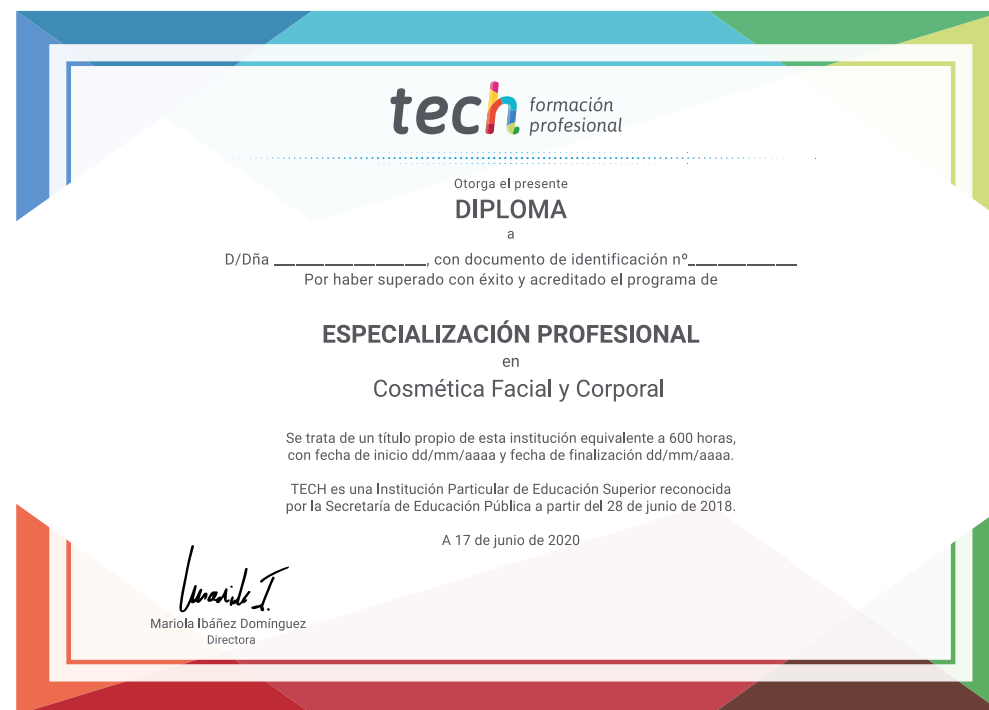 tech formación
profesional
Otorga el presente
DIPLOMA
a
D/Dña ______________, con documento de identificación nº__________
Por haber superado con éxito y acreditado el programa de
ESPECIALIZACIÓN PROFESIONAL
en
Cosmética Facial y Corporal
Se trata de un título propio de esta institución equivalente a 600 horas,
con fecha de inicio dd/mm/aaaa y fecha de finalización dd/mm/aaaa.
TECH es una Institución Particular de Educación Superior reconocida
por la Secretaría de Educación Pública a partir del 28 de junio de 2018.
A 17 de junio de 2020
Mariola Ibáñez Domínguez
Directora